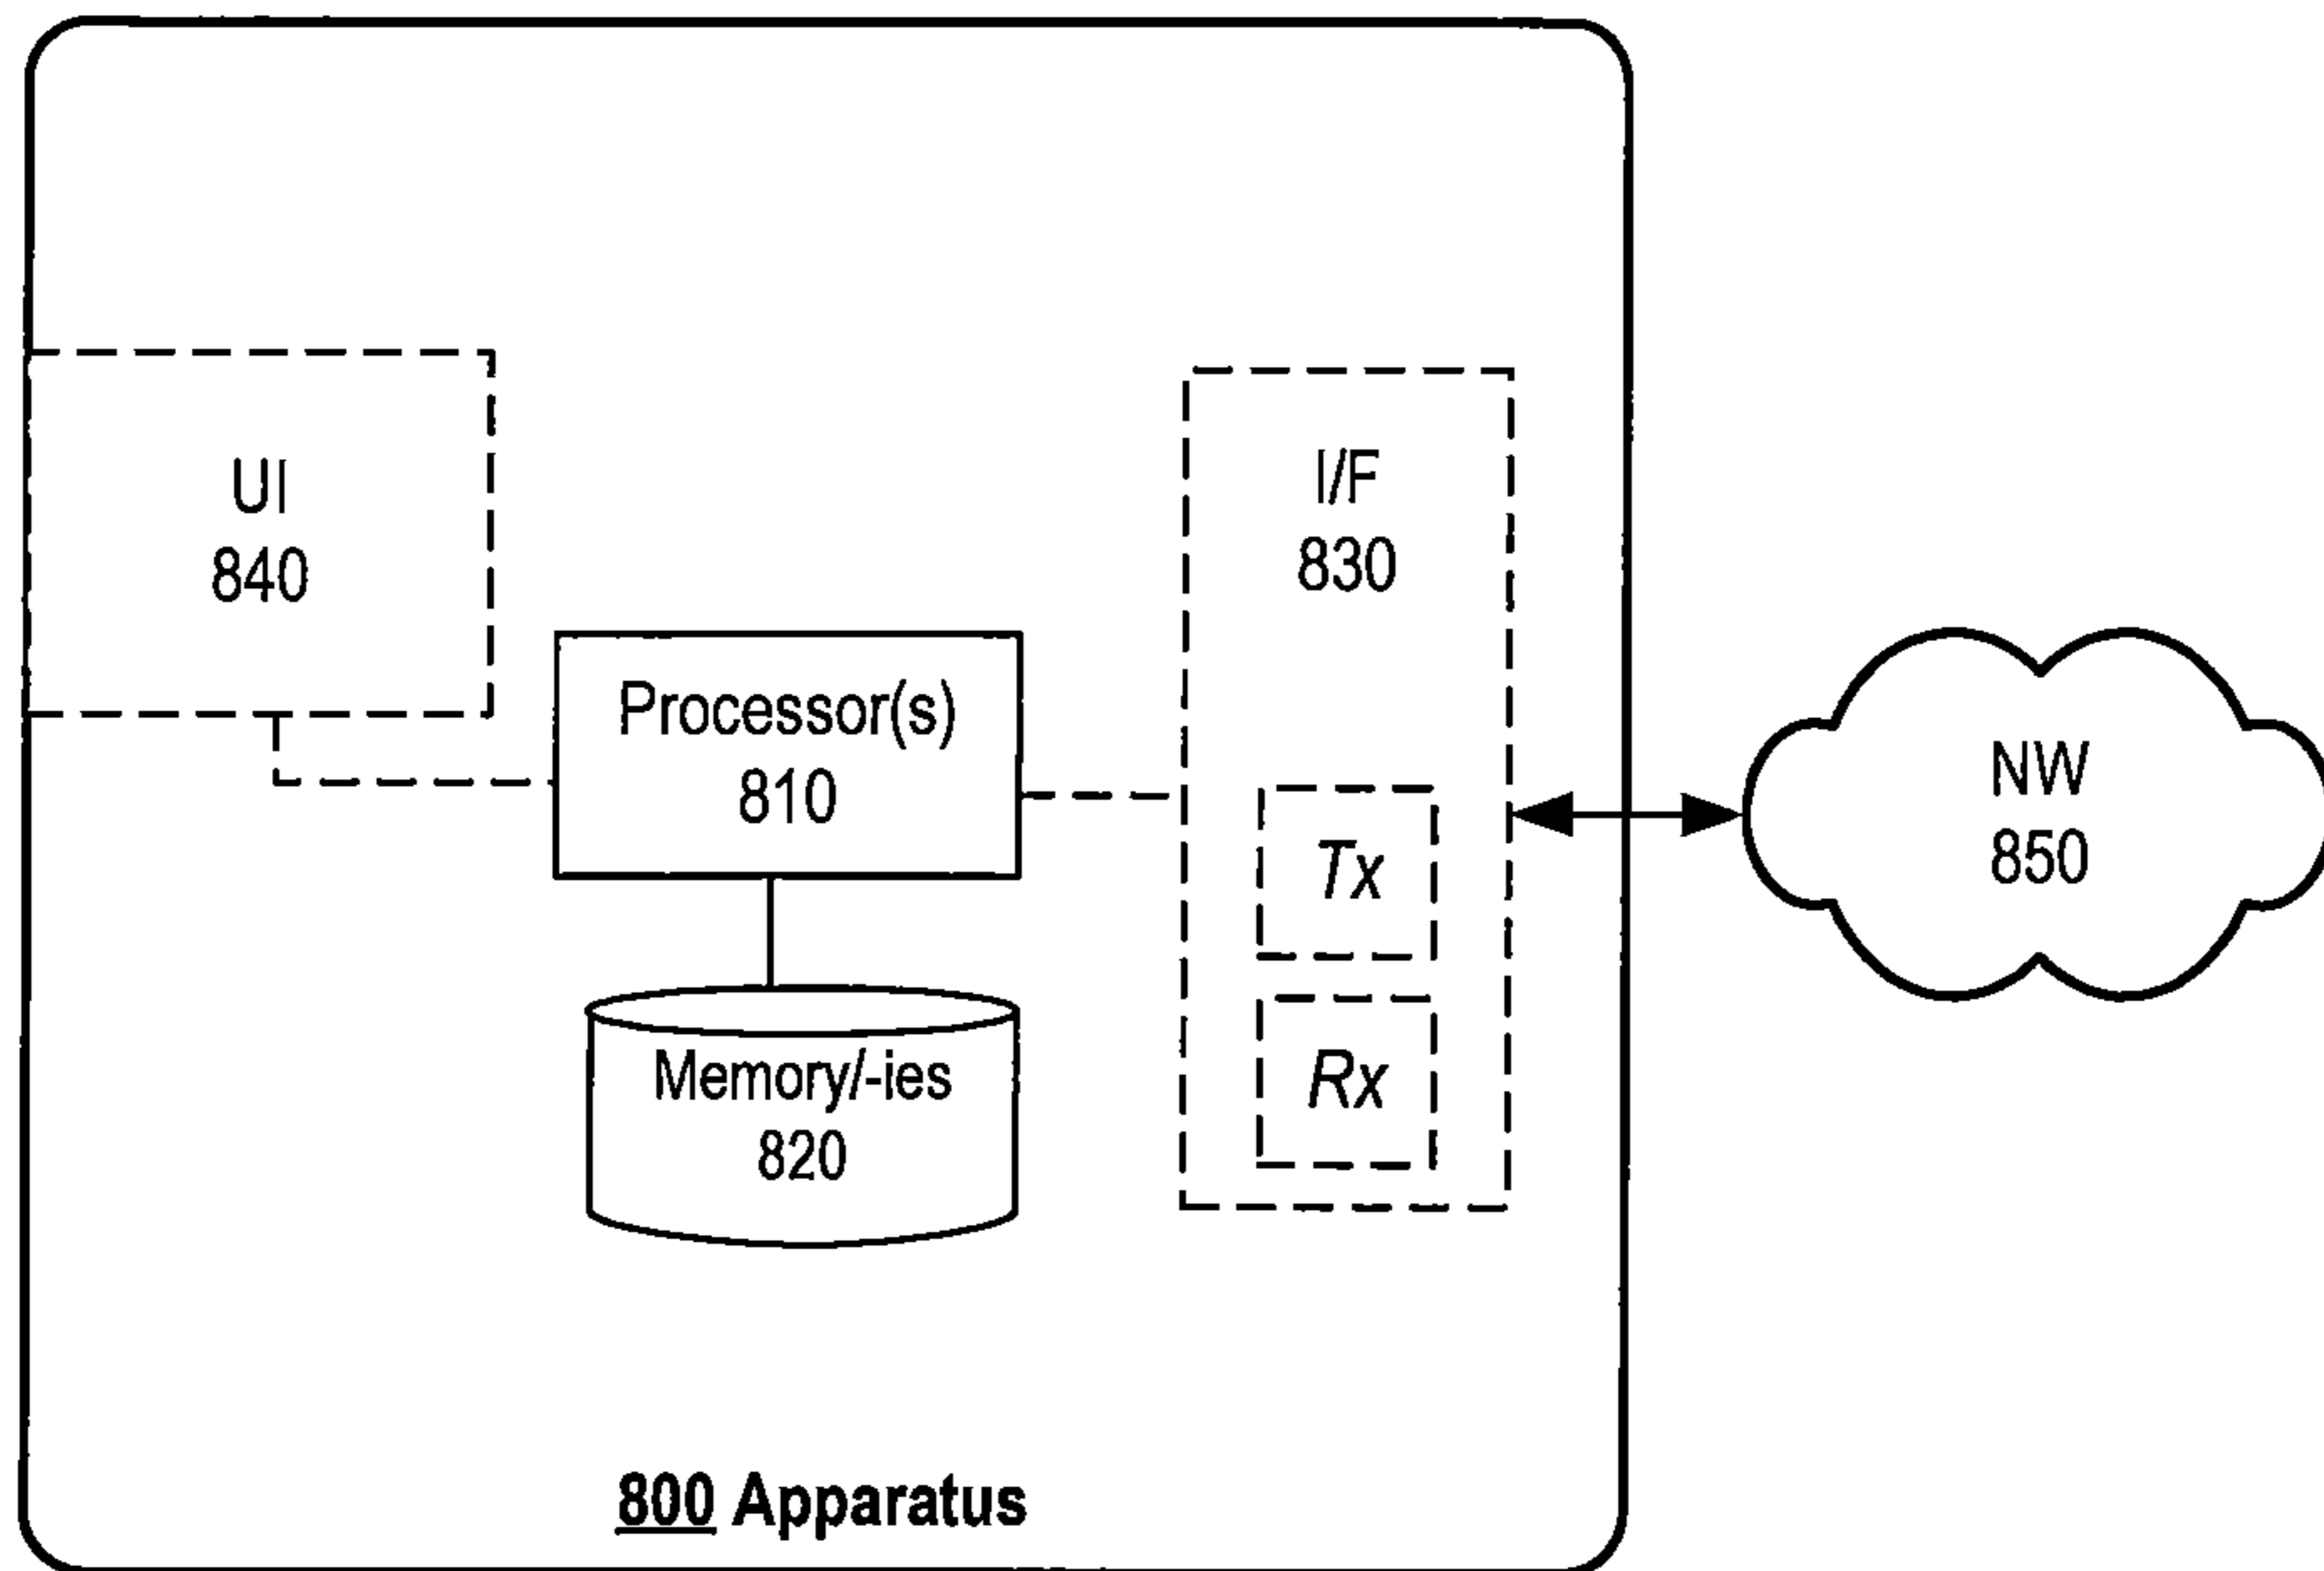 UI
840
I/F
830
Processor(s)
810
Tx
NW
850
Memory/-ies
820
Rx
800 Apparatus